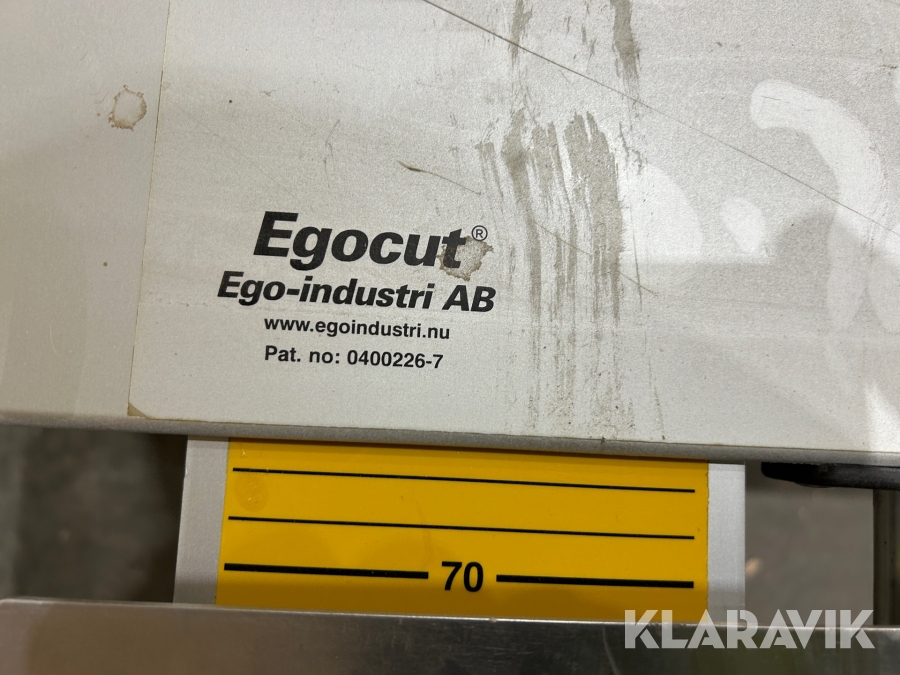 Egocut®
Ego-industri AB
www.egoindustri.nu
Pat. no: 0400226-7
70
KLARAVIK